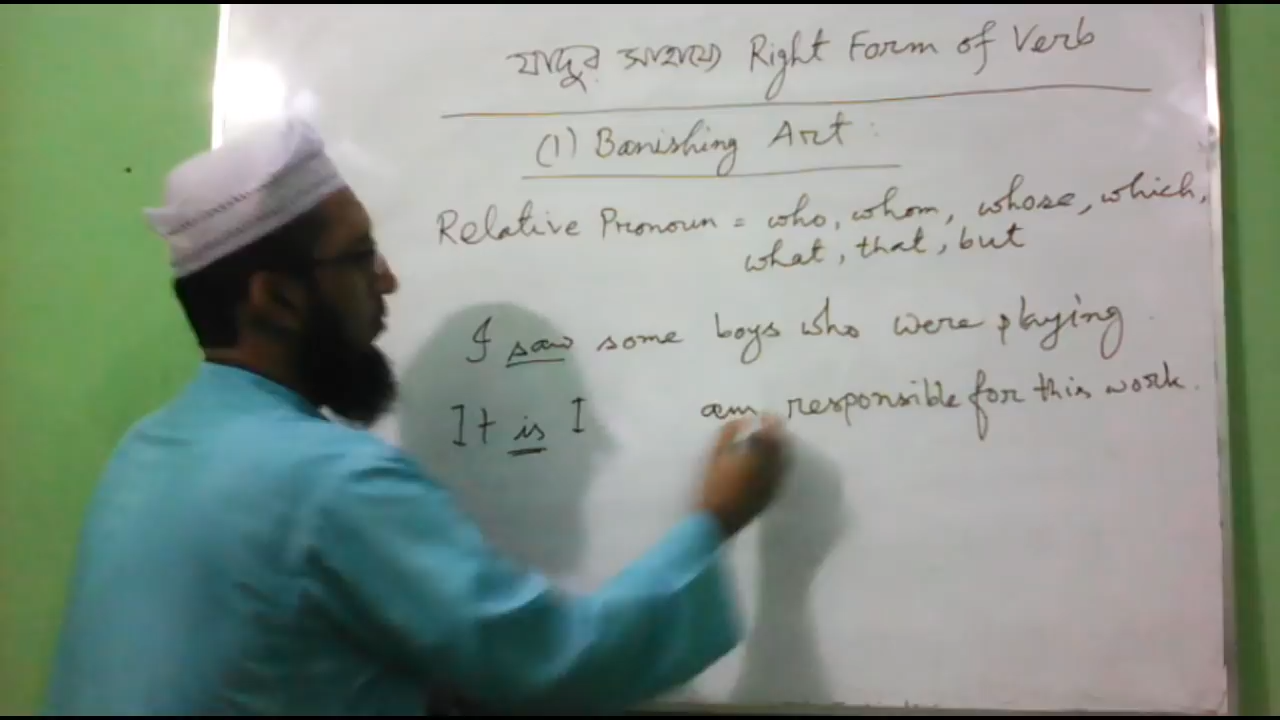 যাদুর সাহায্যে Right Form of Verb
(1) Banishing Art:
Relative Pronoun = who, whom, whose, which,
what, that, but
I saw some boys who were playing.
It is I am responsible for this work.